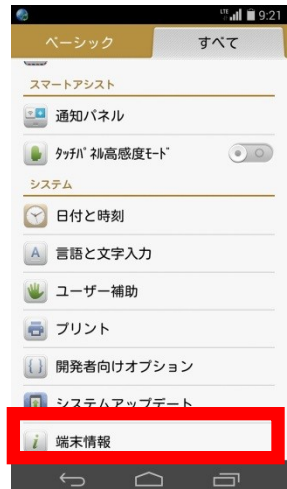 LTE 9:21
ベーシック すべて
スマートアシスト
通知パネル
ﾀｯﾁﾊﾟﾈﾙ高感度ﾓｰﾄﾞ
システム
日付と時刻
A 言語と文字入力
ユーザー補助
プリント
{ } 開発者向けオプション
システムアップデート
i 端末情報